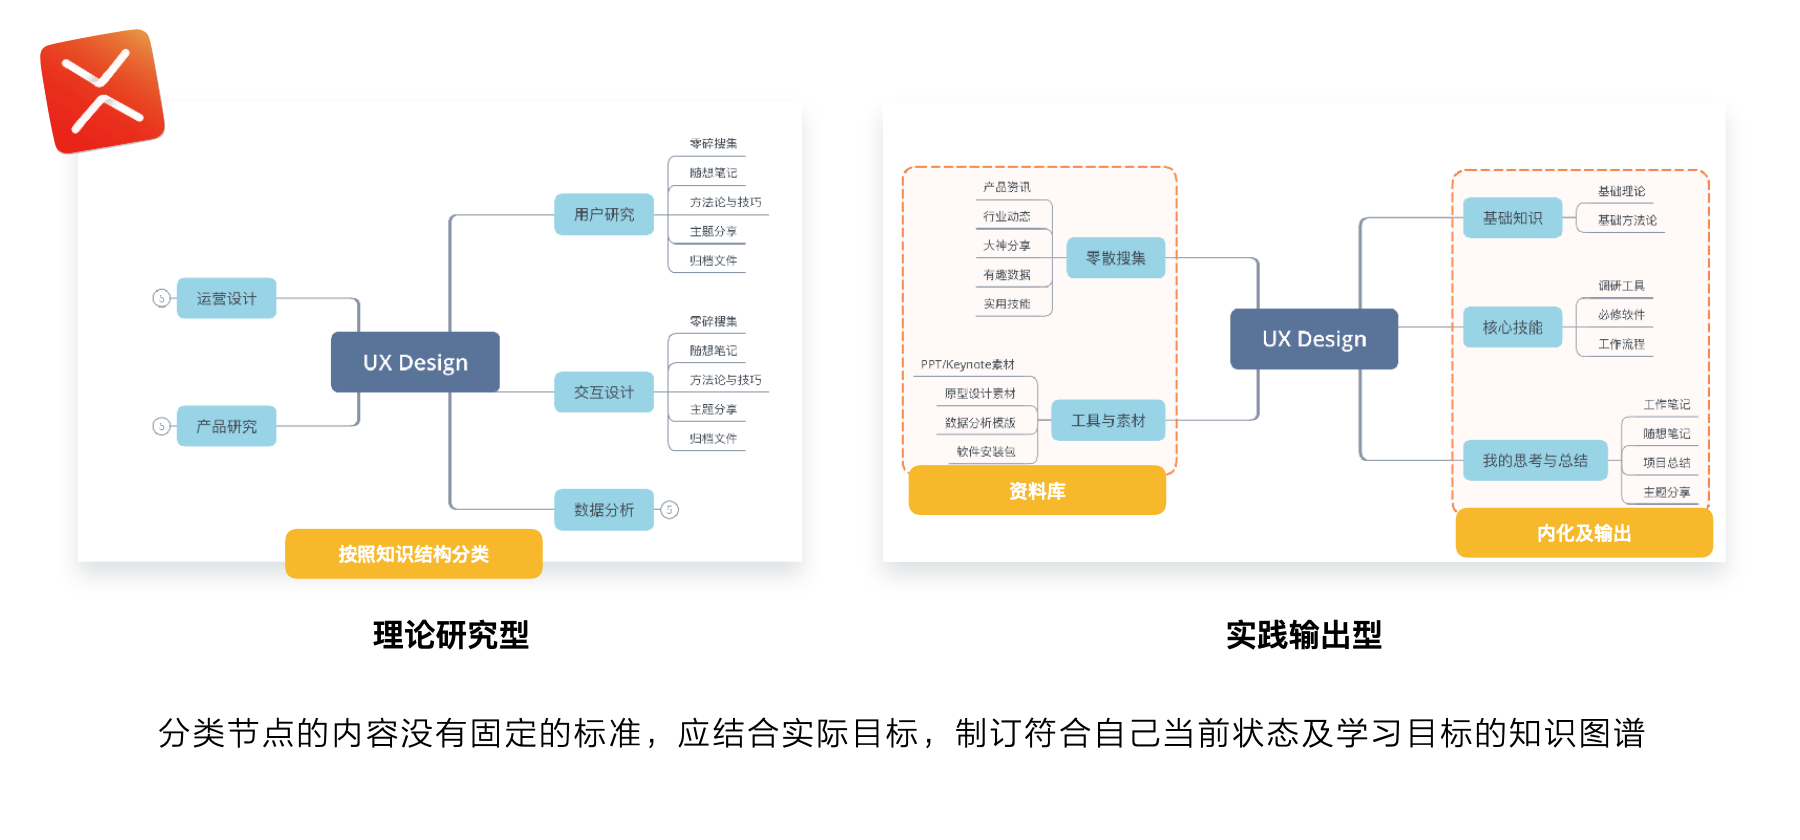 零碎搜集
随想笔记
方法论与技巧
主题分享
归档文件
用户研究
运营设计
5
UX Design
零碎搜集
随想笔记
方法论与技巧
主题分享
归档文件
交互设计
产品研究
5
数据分析
5
按照知识结构分类
理论研究型
产品资讯
行业动态
大神分享
有趣数据
实用技能
零散搜集
PPT/Keynote素材
原型设计素材
数据分析模版
软件安装包
工具与素材
资料库
UX Design
基础知识
基础理论
基础方法论
核心技能
调研工具
必修软件
工作流程
我的思考与总结
工作笔记
随想笔记
项目总结
主题分享
内化及输出
实践输出型
分类节点的内容没有固定的标准，应结合实际目标，制订符合自己当前状态及学习目标的知识图谱